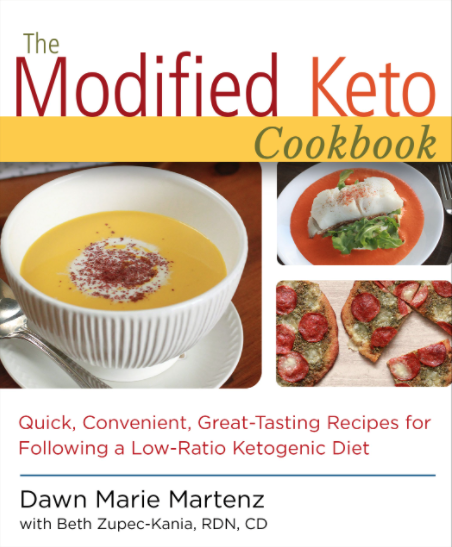 The
Modified Keto
Cookbook
Quick, Convenient, Great-Tasting Recipes for
Following a Low-Ratio Ketogenic Diet
Dawn Marie Martenz
with Beth Zupec-Kania, RDN, CD